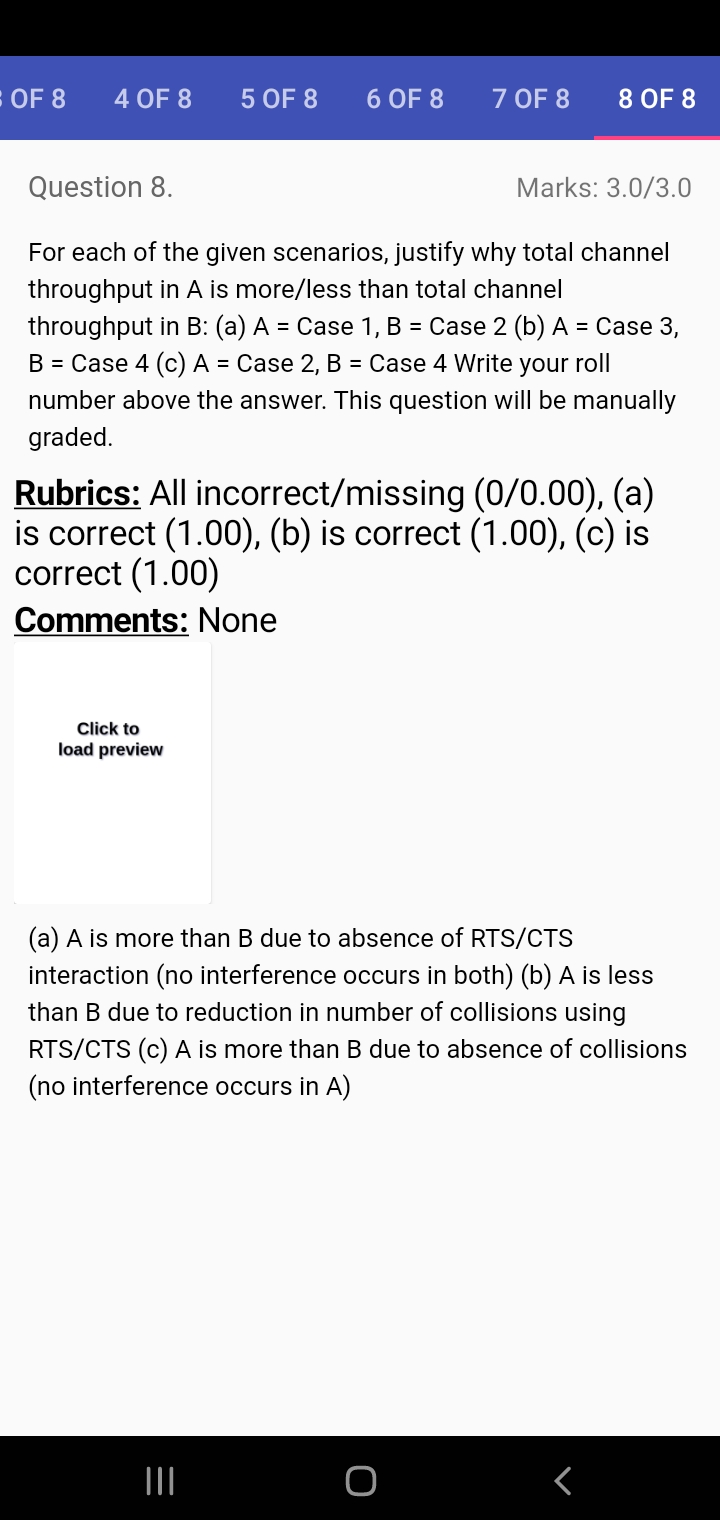 3 OF 8 4 OF 8 5 OF 8 6 OF 8 7 OF 8 8 OF 8
Question 8. Marks: 3.0/3.0
For each of the given scenarios, justify why total channel
throughput in A is more/less than total channel
throughput in B: (a) A = Case 1, B = Case 2 (b) A = Case 3,
B = Case 4 (c) A = Case 2, B = Case 4 Write your roll
number above the answer. This question will be manually
graded.
Rubrics: All incorrect/missing (0/0.00), (a)
is correct (1.00), (b) is correct (1.00), (c) is
correct (1.00)
Comments: None
Click to
load preview
(a) A is more than B due to absence of RTS/CTS
interaction (no interference occurs in both) (b) A is less
than B due to reduction in number of collisions using
RTS/CTS (c) A is more than B due to absence of collisions
(no interference occurs in A)